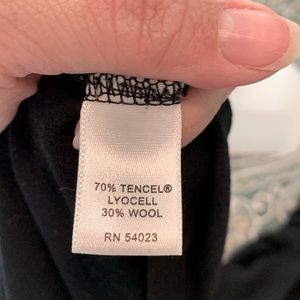 70% TENCEL®
LYOCELL
30% WOOL
RN 54023